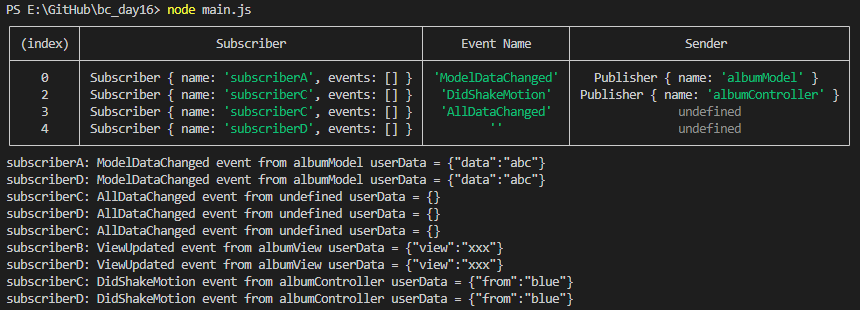 PS E:\GitHub\bc_day16> node main.js
(index) Subscriber Event Name Sender
0 Subscriber { name: 'subscriberA', events: [] } 'ModelDataChanged' Publisher { name: 'albumModel' }
2 Subscriber { name: 'subscriberC', events: [] } 'DidShakeMotion' Publisher { name: 'albumController' }
3 Subscriber { name: 'subscriberC', events: [] } 'AllDataChanged' undefined
4 Subscriber { name: 'subscriberD', events: [] } '' undefined
subscriberA: ModelDataChanged event from albumModel userData = {"data":"abc"}
subscriberD: ModelDataChanged event from albumModel userData = {"data":"abc"}
subscriberC: AllDataChanged event from undefined userData = {}
subscriberD: AllDataChanged event from undefined userData = {}
subscriberC: AllDataChanged event from undefined userData = {}
subscriberB: ViewUpdated event from albumView userData = {"view":"xxx"}
subscriberD: ViewUpdated event from albumView userData = {"view":"xxx"}
subscriberC: DidShakeMotion event from albumController userData = {"from":"blue"}
subscriberD: DidShakeMotion event from albumController userData = {"from":"blue"}